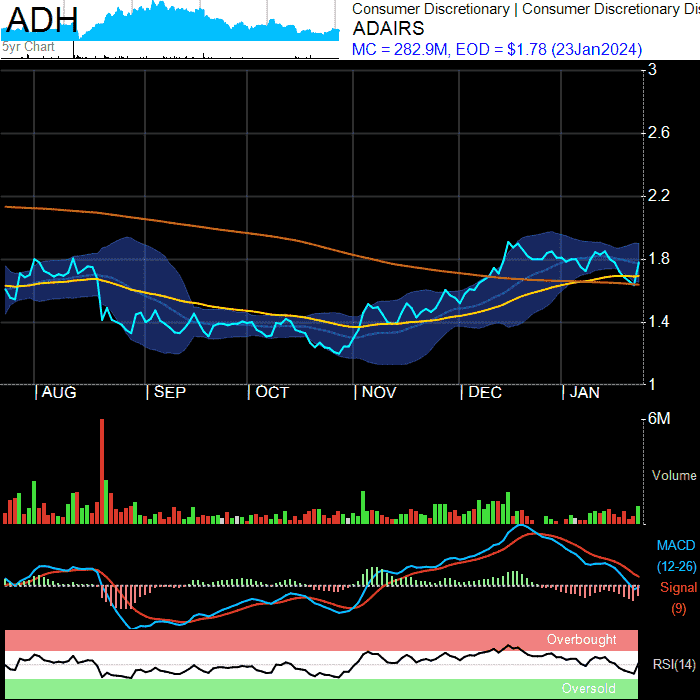 ADH
5yr Chart
Consumer Discretionary | Consumer Discretionary Dis
ADAIRS
MC = 282.9M, EOD = $1.78 (23Jan2024)
3
2.6
2.2
1.8
1.4
1
| AUG | SEP | OCT | NOV | DEC | JAN
6M
Volume
MACD
(12-26)
Signal
(9)
Overbought
RSI(14)
Oversold